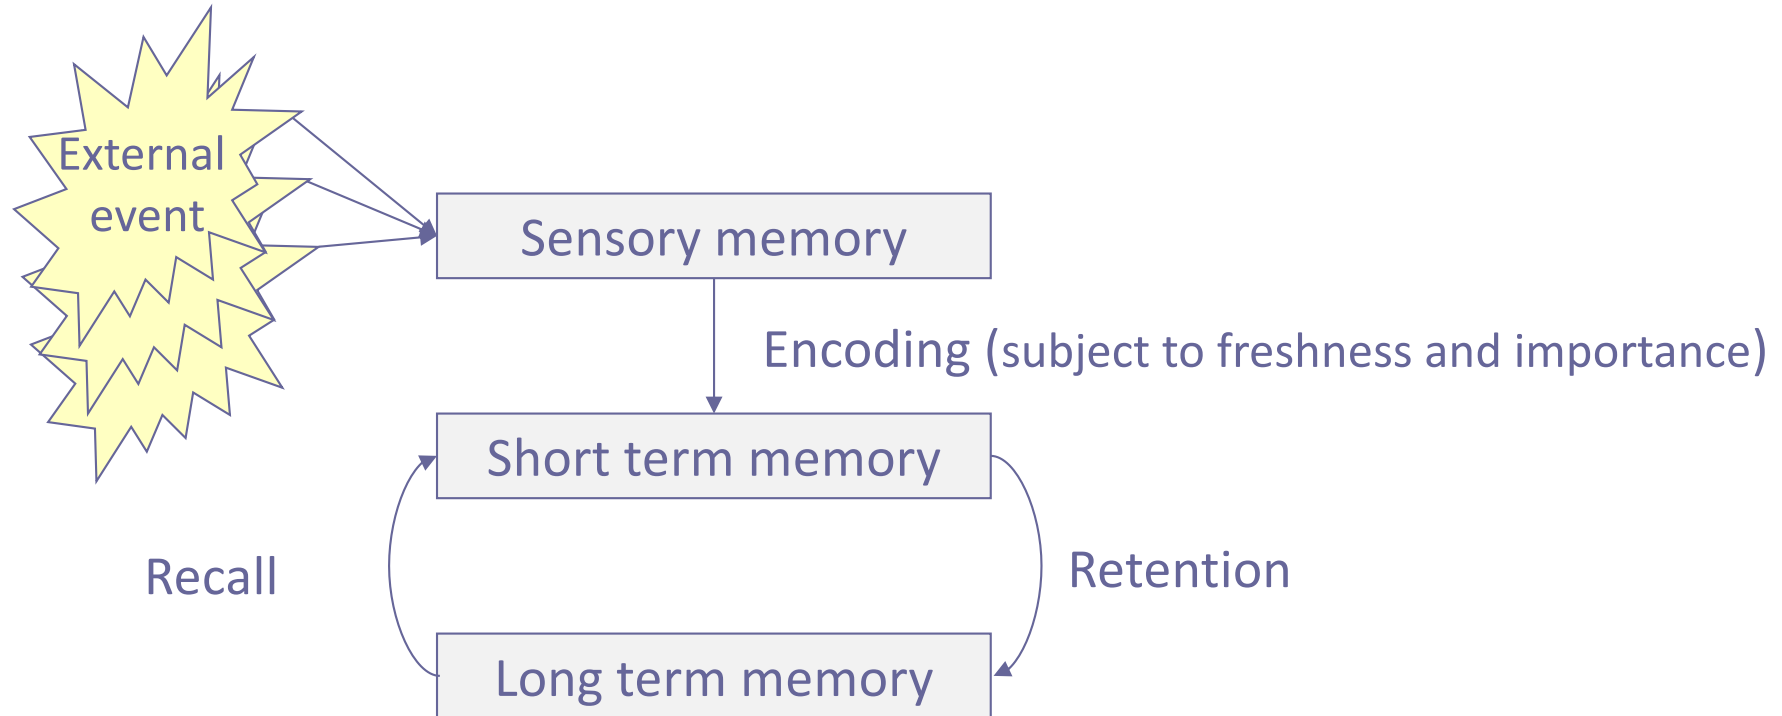 External
event
Sensory memory
Encoding (subject to freshness and importance)
Short term memory
Recall
Retention
Long term memory